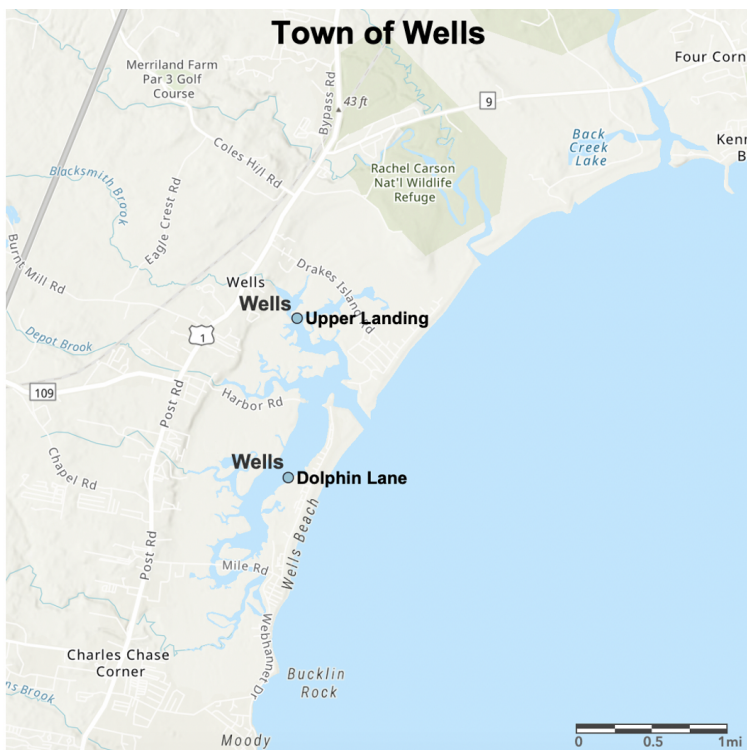 Town of Wells
Merriland Farm
Par 3 Golf
Course
Bypass Rd
43 ft
9
Four Corn
Coles Hill Rd
Back
Creek
Lake
Kenn
B
Rachel Carson
Nat'l Wildlife
Refuge
Blacksmith Brook
Eagle Crest Rd
Burnt Mill Rd
Drakes Island Rd
Wells
Wells
Upper Landing
1
Depot Brook
109
Post Rd
Harbor Rd
Chapel Rd
Wells
Dolphin Lane
Wells Beach
Post Rd
Mile Rd
Webhannet Dr
Charles Chase
Corner
Bucklin
Rock
ns Brook
Moody
0 0.5 1mi